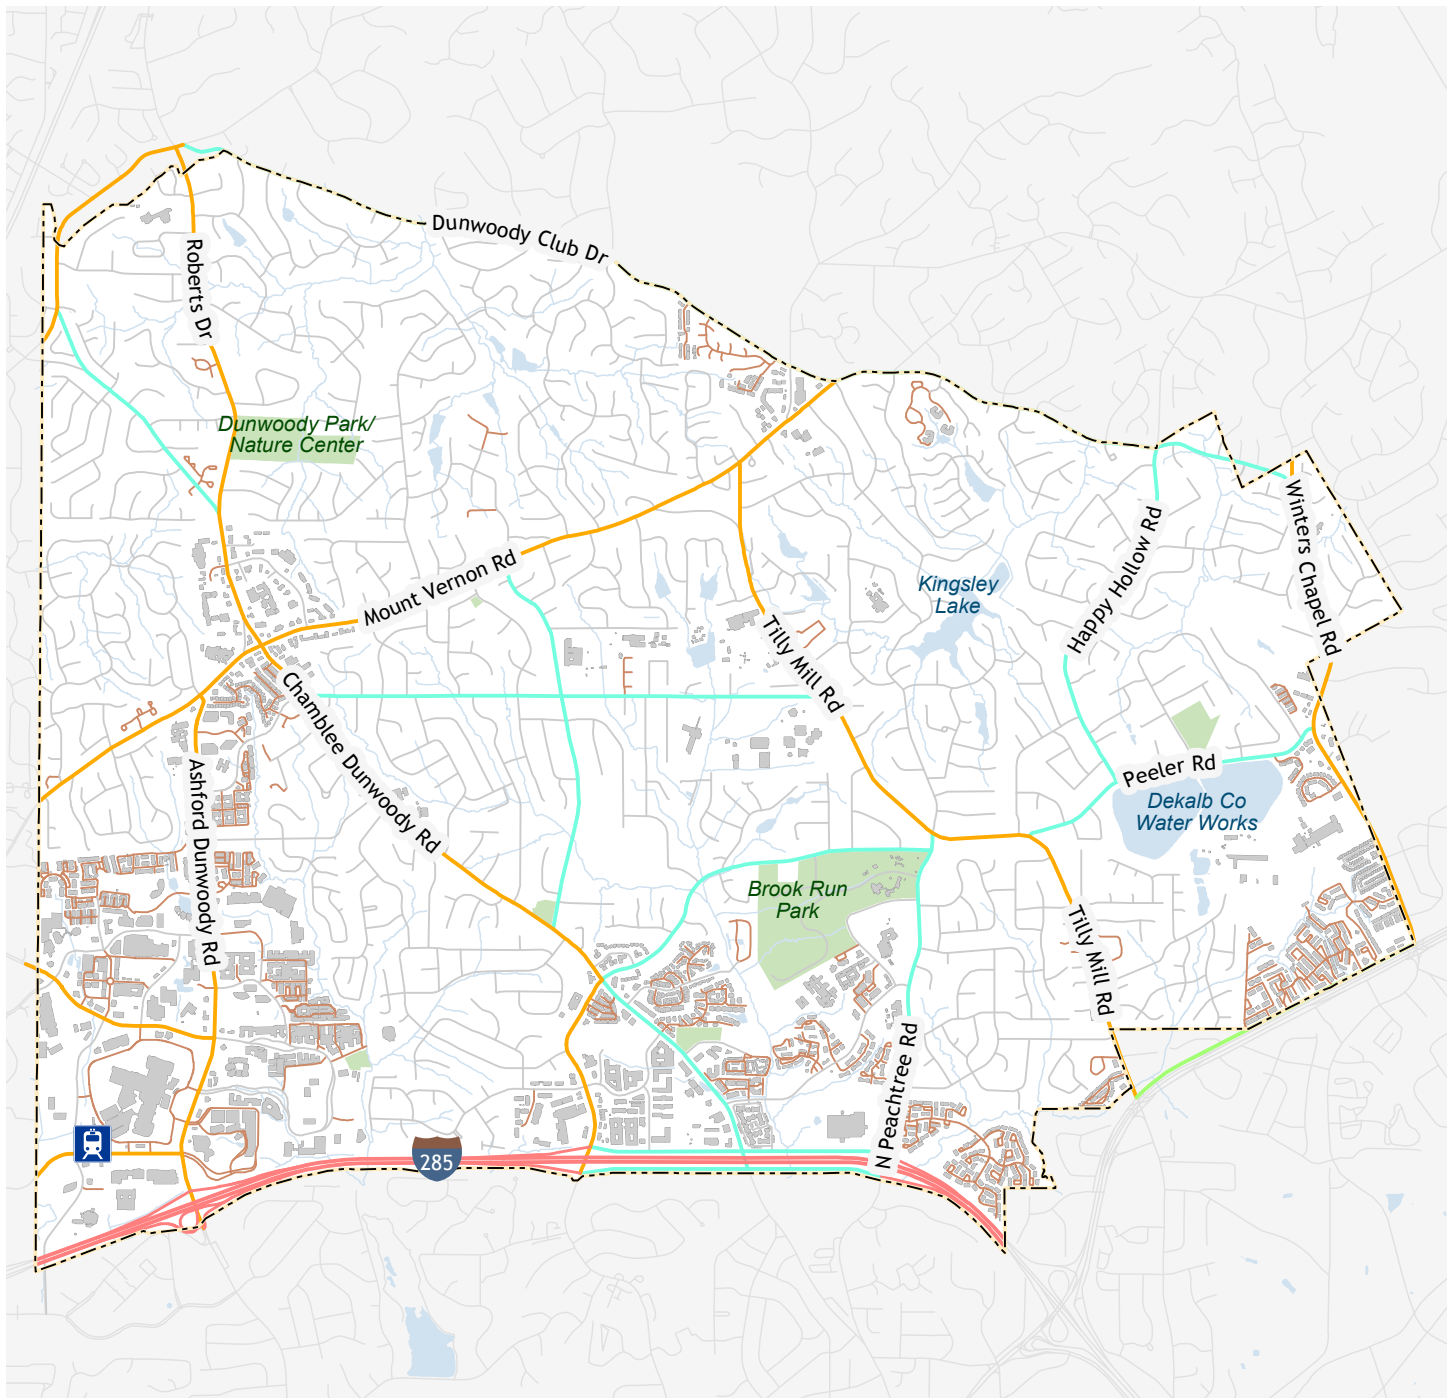 Dunwoody Club Dr
Roberts Dr
Dunwoody Park/
Nature Center
Winters Chapel Rd
Happy Hollow Rd
Mount Vernon Rd
Kingsley
Lake
Tilly Mill Rd
Chamblee Dunwoody Rd
Ashford Dunwoody Rd
Peeler Rd
Dekalb Co
Water Works
Brook Run
Park
Tilly Mill Rd
N Peachtree Rd
285